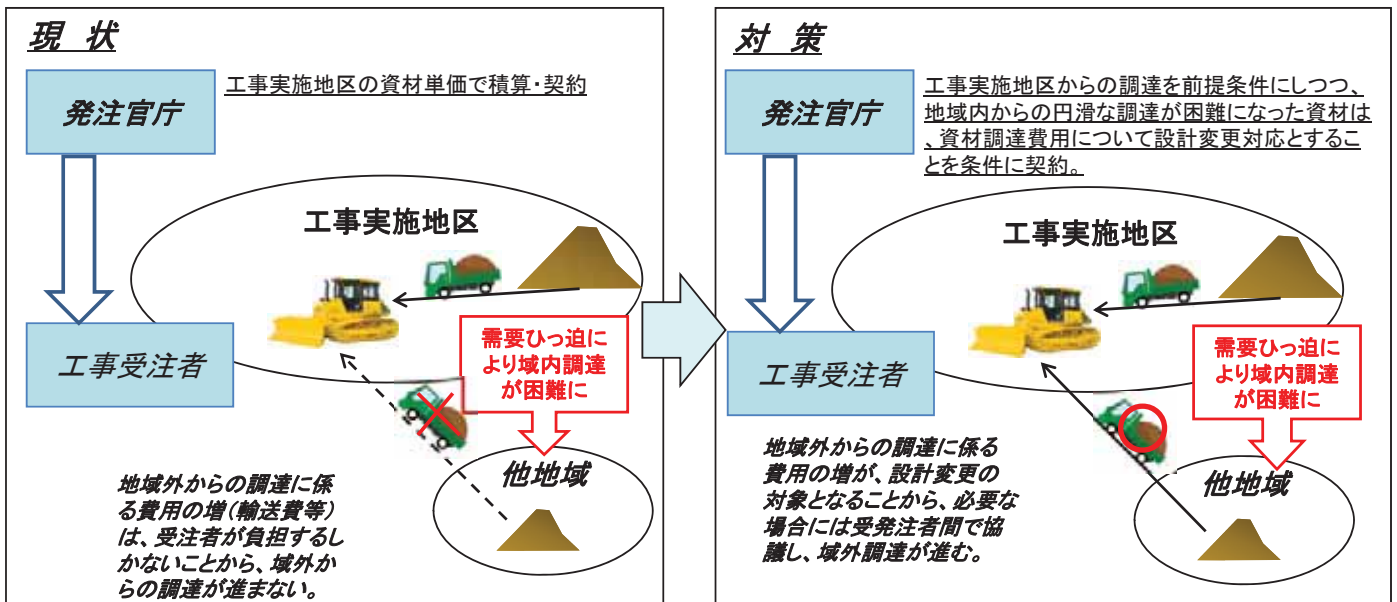 現 状
発注官庁
工事実施地区の資材単価で積算・契約
工事実施地区
工事受注者
需要ひっ迫に
より域内調達
が困難に
他地域
地域外からの調達に係
る費用の増(輸送費等)
は、受注者が負担するし
かないことから、域外か
らの調達が進まない。
対 策
発注官庁
工事実施地区からの調達を前提条件にしつつ、
地域内からの円滑な調達が困難になった資材は
、資材調達費用について設計変更対応とするこ
とを条件に契約。
工事実施地区
工事受注者
需要ひっ迫に
より域内調達
が困難に
他地域
地域外からの調達に係る
費用の増が、設計変更の
対象となることから、必要な
場合には受発注者間で協
議し、域外調達が進む。